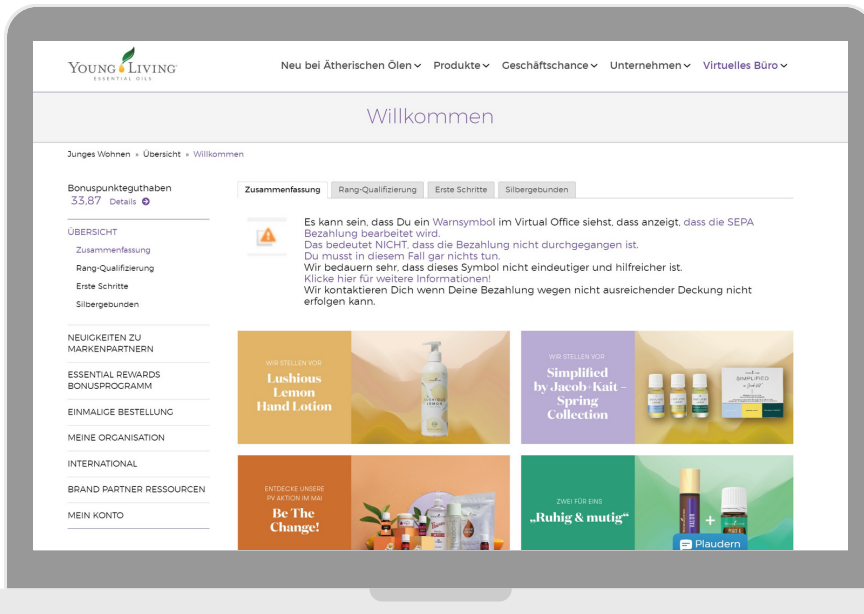 YOUNG LIVING
ESSENTIAL OILS
Neu bei Ätherischen Ölen Produkte Geschäftschance Unternehmen Virtuelles Büro
Willkommen
Junges Wohnen » Übersicht » Willkommen
Bonuspunkteguthaben
33,87 Details
ÜBERSICHT
Zusammenfassung
Rang-Qualifizierung
Erste Schritte
Silbergebunden
NEUIGKEITEN ZU
MARKENPARTNERN
ESSENTIAL REWARDS
BONUSPROGRAMM
EINMALIGE BESTELLUNG
MEINE ORGANISATION
INTERNATIONAL
BRAND PARTNER RESSOURCEN
MEIN KONTO
Zusammenfassung Rang-Qualifizierung Erste Schritte Silbergebunden
Es kann sein, dass Du ein Warnsymbol im Virtual Office siehst, dass anzeigt, dass die SEPA
Bezahlung bearbeitet wird.
Das bedeutet NICHT, dass die Bezahlung nicht durchgegangen ist.
Du musst in diesem Fall gar nichts tun.
Wir bedauern sehr, dass dieses Symbol nicht eindeutiger und hilfreicher ist.
Klicke hier für weitere Informationen!
Wir kontaktieren Dich wenn Deine Bezahlung wegen nicht ausreichender Deckung nicht
erfolgen kann.
WIR STELLEN VOR
Lushious
Lemon
Hand Lotion
WIR STELLEN VOR
Simplified
by Jacob+Kait –
Spring
Collection
SIMPLIFIED
ENTDECKE UNSERE
PV AKTION IM MAI
Be The
Change!
ZWEI FÜR EINS
„Ruhig & mutig“
+
Plaudern